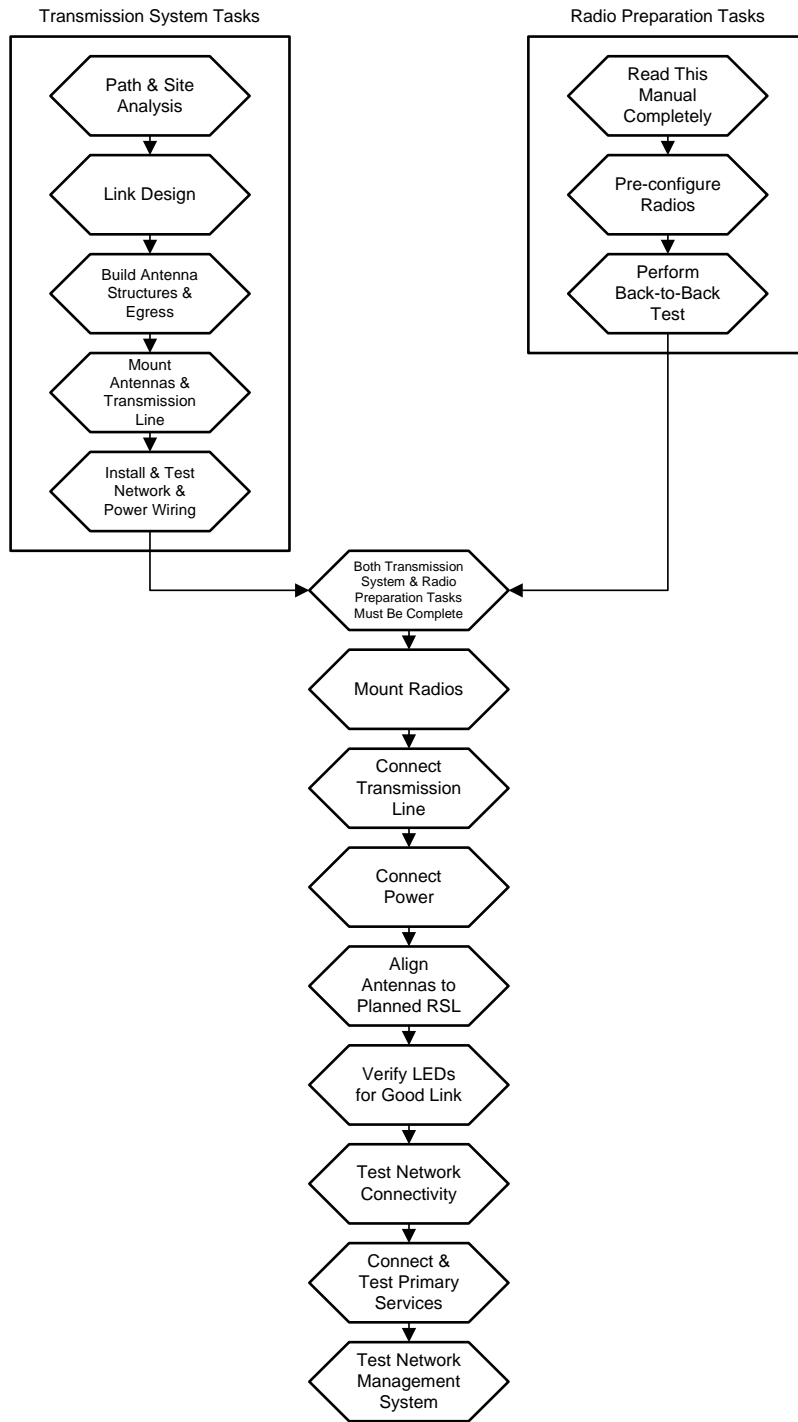 Transmission System Tasks
Path & Site
Analysis
Link Design
Build Antenna
Structures &
Egress
Mount
Antennas &
Transmission
Line
Install & Test
Network &
Power Wiring
Radio Preparation Tasks
Read This
Manual
Completely
Pre-configure
Radios
Perform
Back-to-Back
Test
Both Transmission
System & Radio
Preparation Tasks
Must Be Complete
Mount Radios
Connect
Transmission
Line
Connect
Power
Align
Antennas to
Planned RSL
Verify LEDs
for Good Link
Test Network
Connectivity
Connect &
Test Primary
Services
Test Network
Management
System